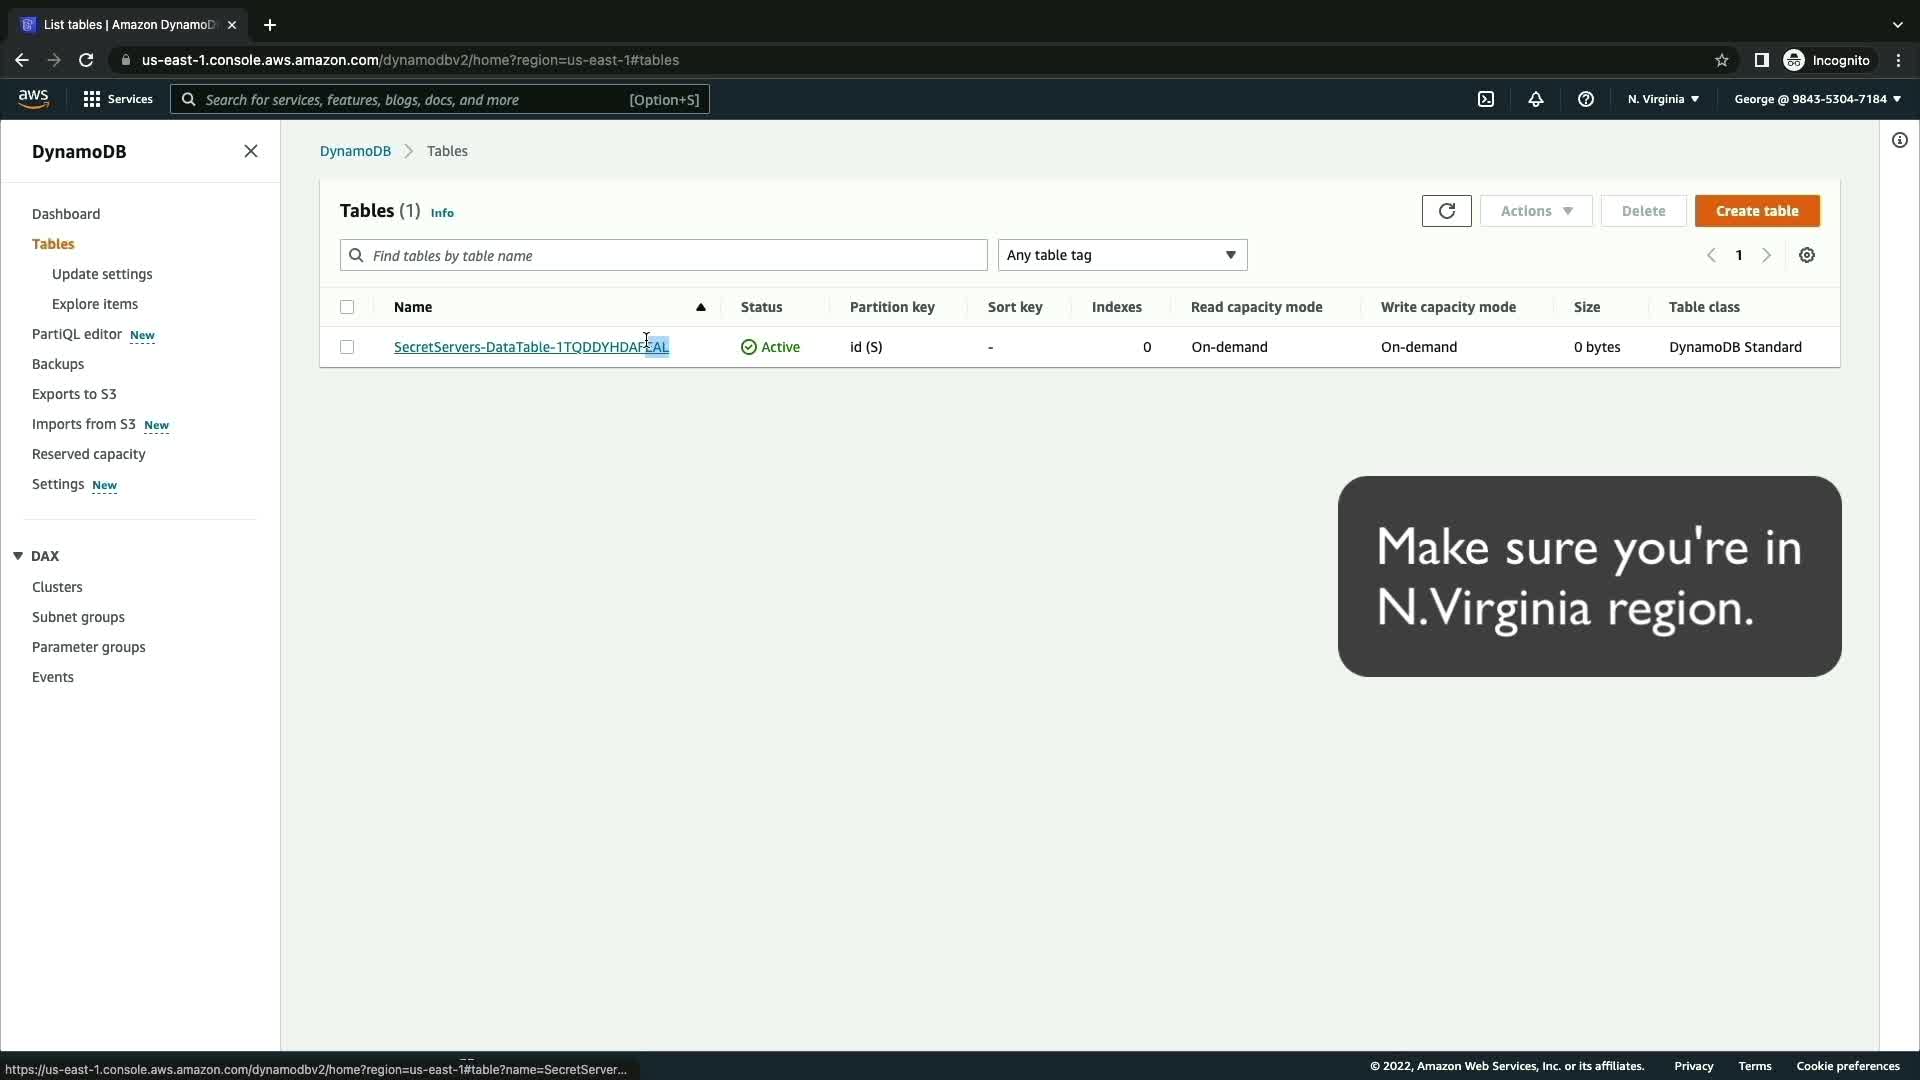 List tables | Amazon DynamoD
us-east-1.console.aws.amazon.com/dynamodbv2/home?region=us-east-1#tables
Incognito
aws
Services
Search for services, features, blogs, docs, and more
[Option+S]
N. Virginia
George @ 9843-5304-7184
DynamoDB
Dashboard
Tables
Update settings
Explore items
PartiQL editor New
Backups
Exports to S3
Imports from S3 New
Reserved capacity
Settings New
DAX
Clusters
Subnet groups
Parameter groups
Events
DynamoDB Tables
Tables (1) Info
Actions
Delete
Create table
Find tables by table name
Any table tag
1
Name Status Partition key Sort key Indexes Read capacity mode Write capacity mode Size Table class
SecretServers-DataTable-1TQDDYHDAFEAL Active id (S) - 0 On-demand On-demand 0 bytes DynamoDB Standard
Make sure you're in
N.Virginia region.
https://us-east-1.console.aws.amazon.com/dynamodbv2/home?region=us-east-1#table?name=SecretServer...
© 2022, Amazon Web Services, Inc. or its affiliates. Privacy Terms Cookie preferences